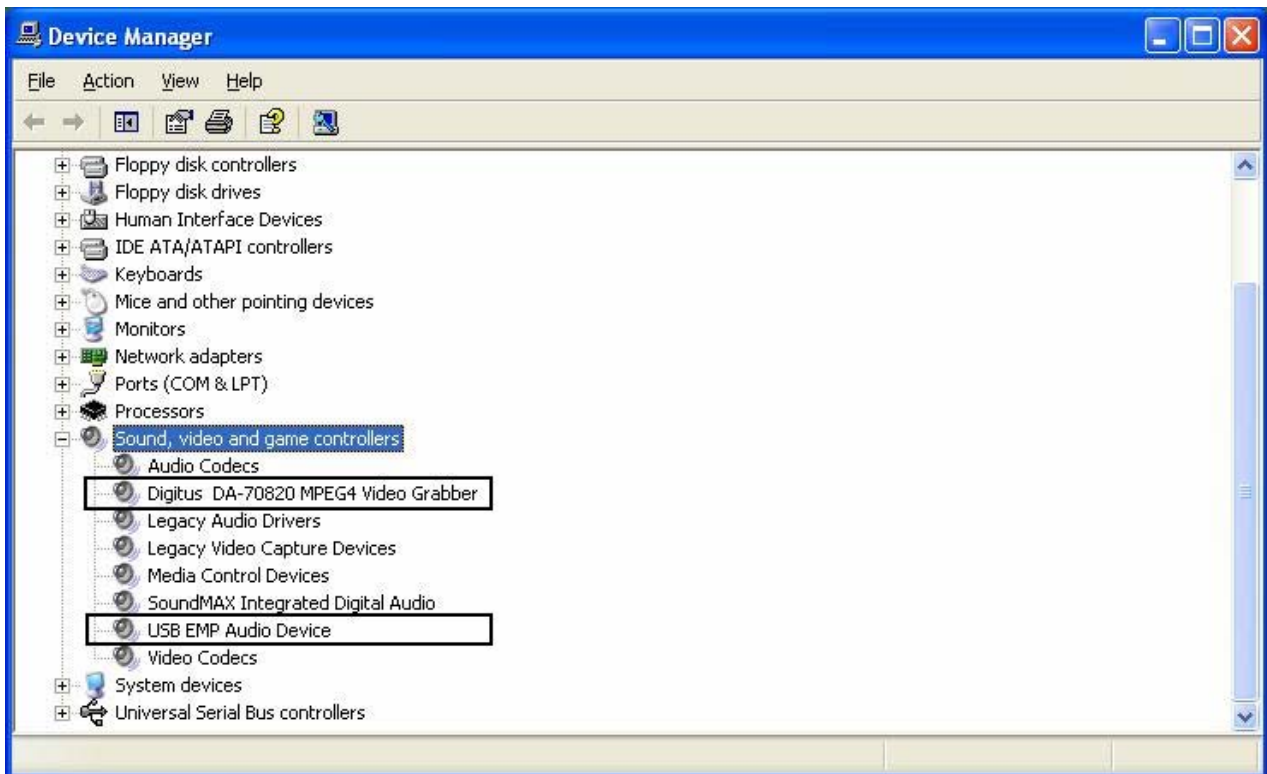 Device Manager
File Action View Help
Floppy disk controllers
Floppy disk drives
Human Interface Devices
IDE ATA/ATAPI controllers
Keyboards
Mice and other pointing devices
Monitors
Network adapters
Ports (COM & LPT)
Processors
Sound, video and game controllers
Audio Codecs
Digitus DA-70820 MPEG4 Video Grabber
Legacy Audio Drivers
Legacy Video Capture Devices
Media Control Devices
SoundMAX Integrated Digital Audio
USB EMP Audio Device
Video Codecs
System devices
Universal Serial Bus controllers